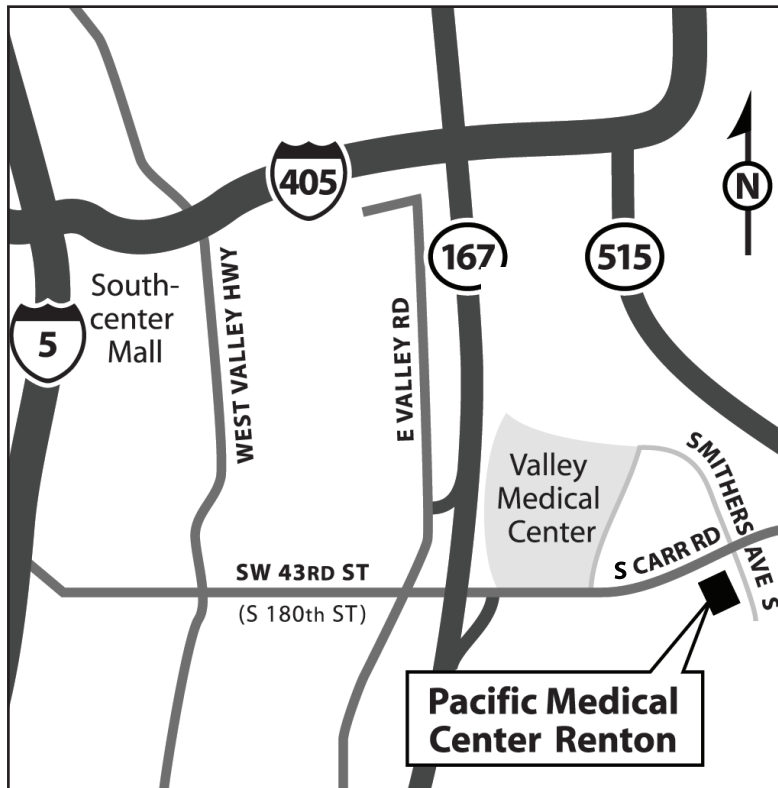 405
N
167
515
South-
center
Mall
5
WEST VALLEY HWY
E VALLEY RD
Valley
Medical
Center
SMITHERS AVE S
S CARR RD
SW 43RD ST
(S 180th ST)
Pacific Medical
Center Renton